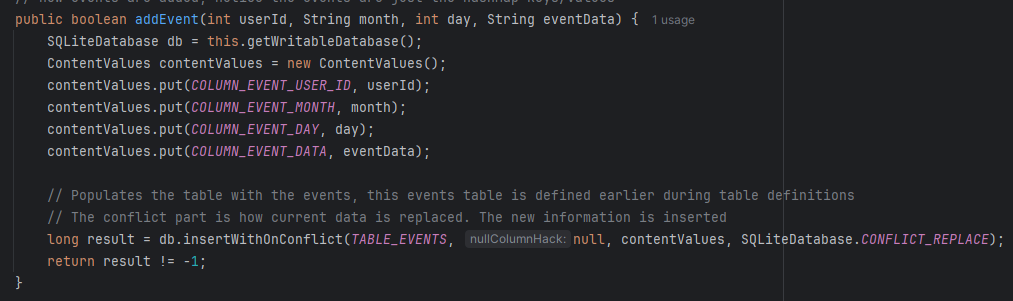 public boolean addEvent(int userId, String month, int day, String eventData) { 1 usage
SQLiteDatabase db = this.getWritableDatabase();
ContentValues contentValues = new ContentValues();
contentValues.put(COLUMN_EVENT_USER_ID, userId);
contentValues.put(COLUMN_EVENT_MONTH, month);
contentValues.put(COLUMN_EVENT_DAY, day);
contentValues.put(COLUMN_EVENT_DATA, eventData);
// Populates the table with the events, this events table is defined earlier during table definitions
// The conflict part is how current data is replaced. The new information is inserted
long result = db.insertWithOnConflict(TABLE_EVENTS, nullColumnHack: null, contentValues, SQLiteDatabase.CONFLICT_REPLACE);
return result != -1;
}